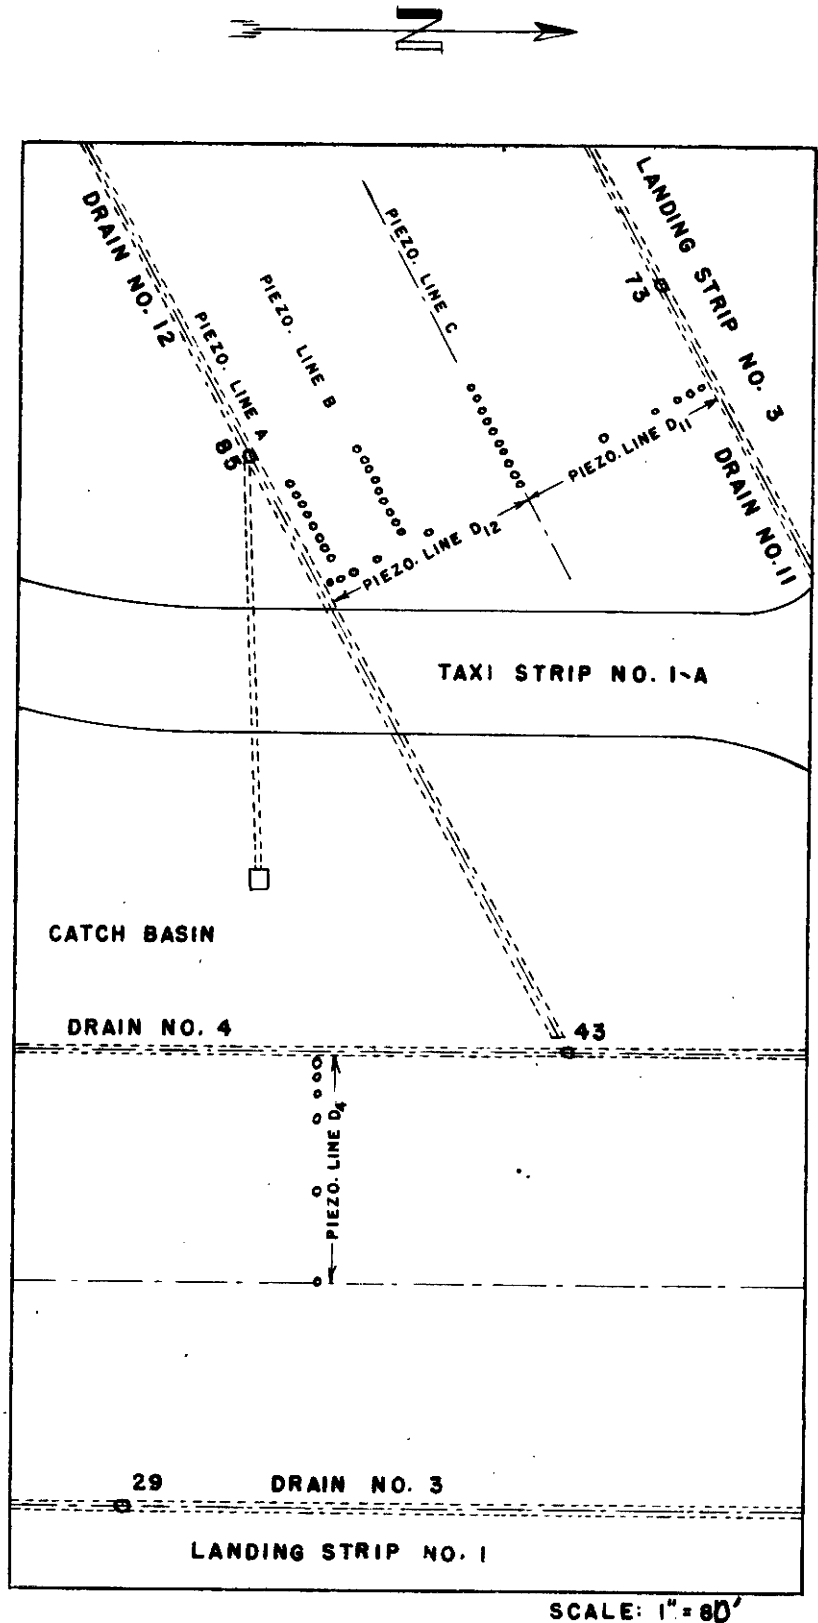 N
LANDING STRIP NO. 3
DRAIN NO. 12
PIEZO. LINE C
PIEZO. LINE B
PIEZO. LINE A
73
85
PIEZO. LINE D11
DRAIN NO. 11
PIEZO. LINE D12
TAXI STRIP NO. 1-A
CATCH BASIN
DRAIN NO. 4
43
PIEZO. LINE D4
29
DRAIN NO. 3
LANDING STRIP NO. 1
SCALE: 1" = 80'